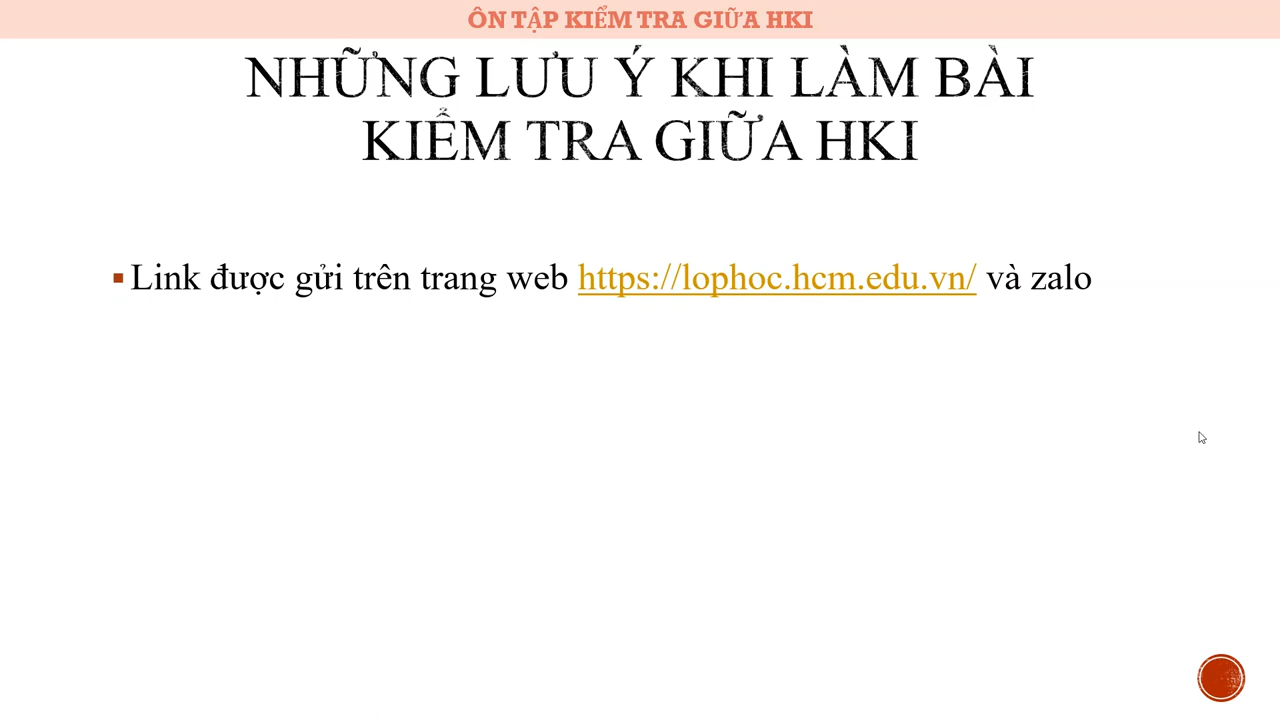 ÔN TẬP KIỂM TRA GIỮA HKI
NHỮNG LƯU Ý KHI LÀM BÀI
KIỂM TRA GIỮA HKI
Link được gửi trên trang web https://lophoc.hcm.edu.vn/ và zalo